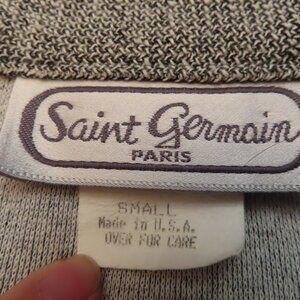 Saint Germain
PARIS
SMALL
Made in U.S.A.
OVER FOR CARE